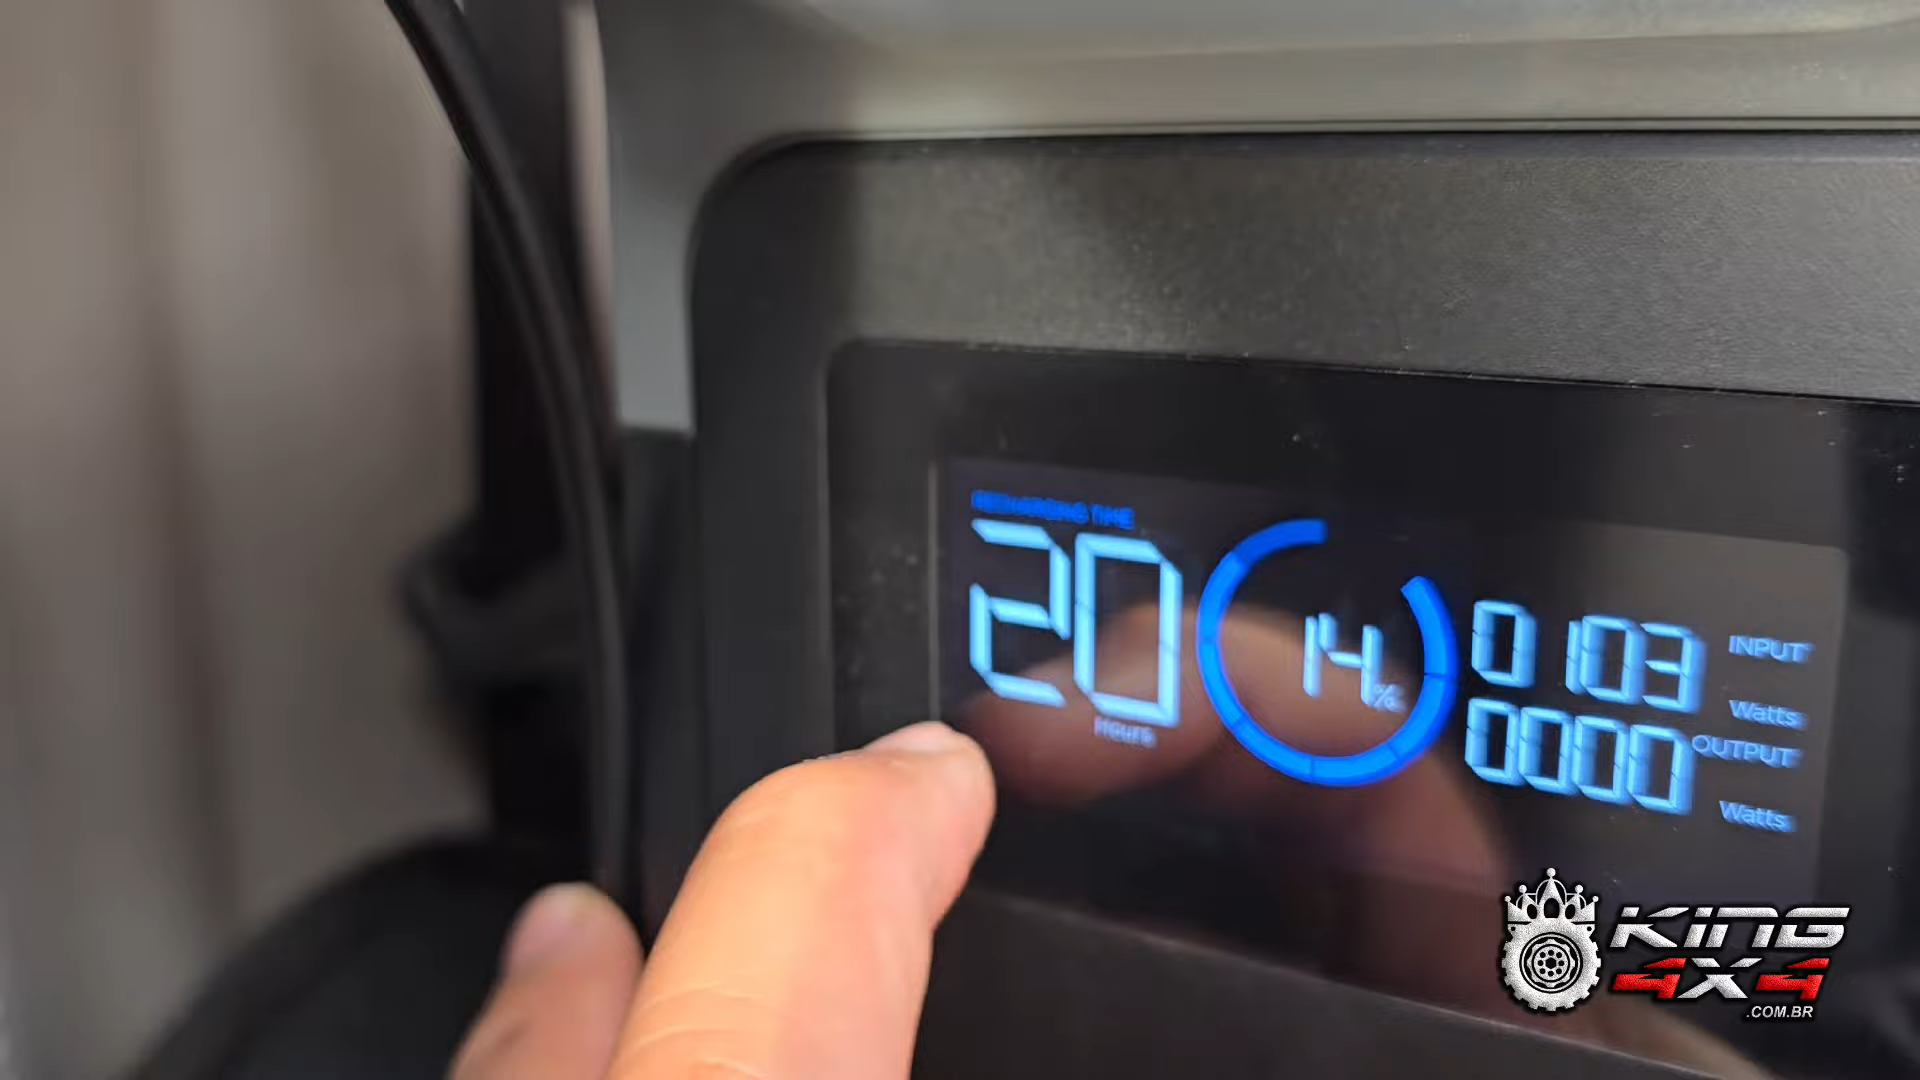 RECHARGING TIME
20
Hours
14%
0103 INPUT
Watts
0000 OUTPUT
Watts
KING
4X4
.COM.BR